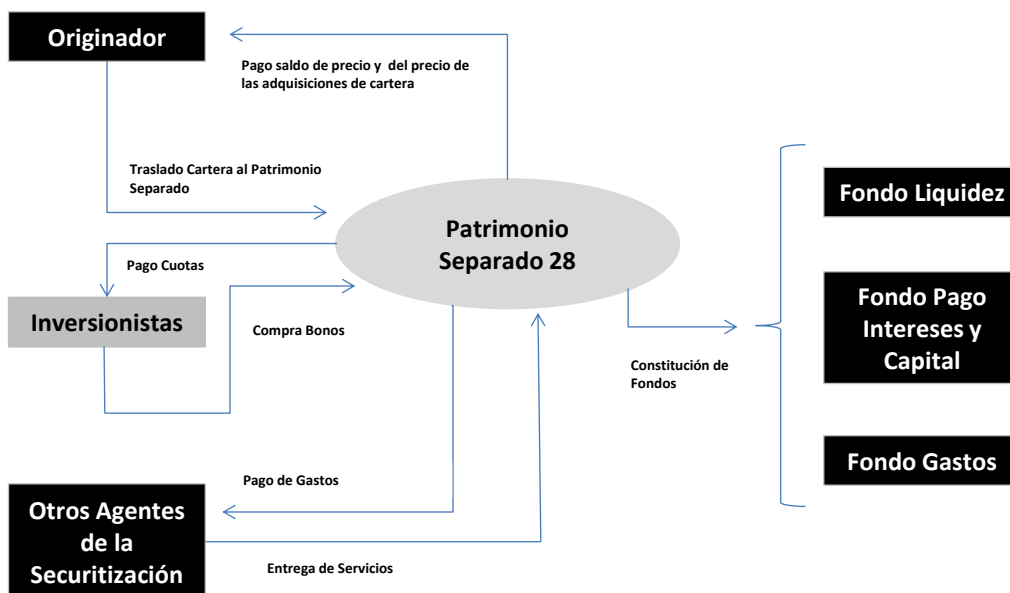 Originador
Pago saldo de precio y del precio de
las adquisiciones de cartera
Traslado Cartera al Patrimonio
Separado
Patrimonio
Separado 28
Pago Cuotas
Inversionistas
Compra Bonos
Constitución de
Fondos
Fondo Liquidez
Fondo Pago
Intereses y
Capital
Fondo Gastos
Pago de Gastos
Otros Agentes
de la
Securitización
Entrega de Servicios